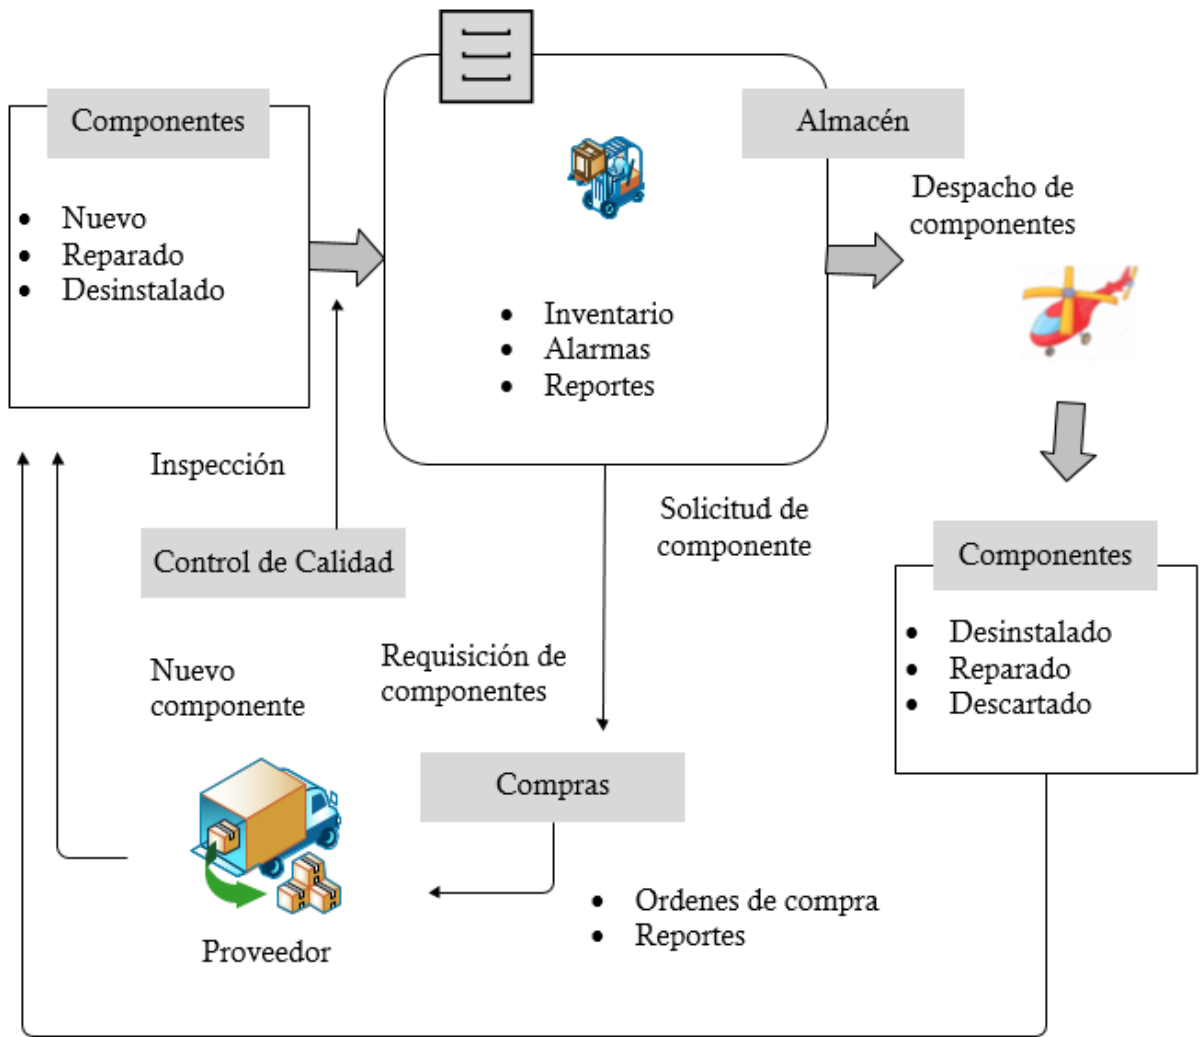 Componentes
• Nuevo
• Reparado
• Desinstalado
Almacén
• Inventario
• Alarmas
• Reportes
Despacho de
componentes
Inspección
Control de Calidad
Solicitud de
componente
Componentes
• Desinstalado
• Reparado
• Descartado
Nuevo
componente
Requisición de
componentes
Compras
• Ordenes de compra
• Reportes
Proveedor